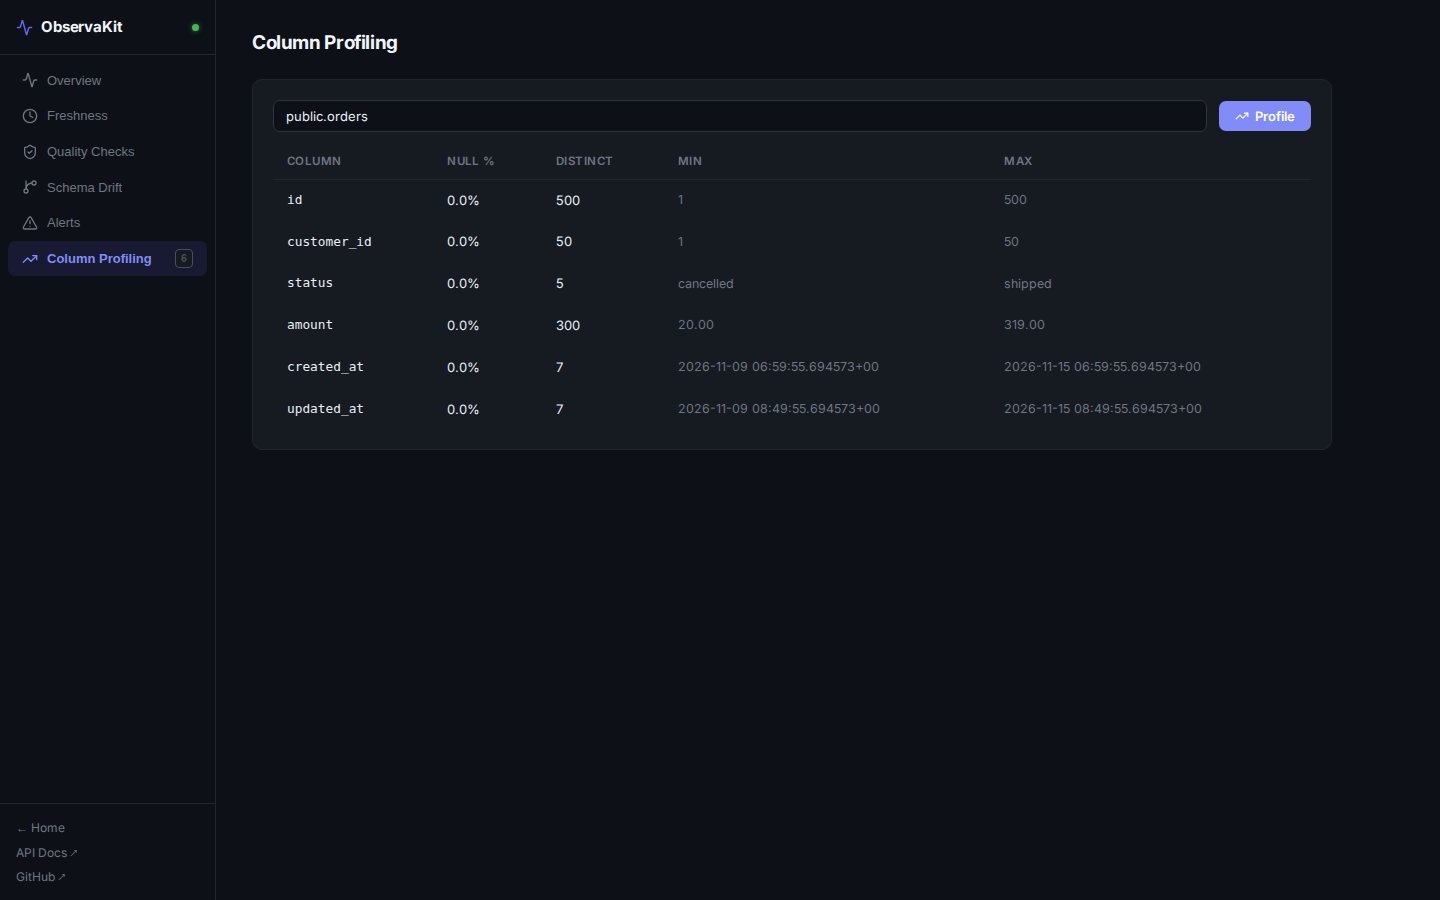 ObservaKit
Overview
Freshness
Quality Checks
Schema Drift
Alerts
Column Profiling 6
← Home
API Docs ↗
GitHub ↗
Column Profiling
public.orders Profile
COLUMN NULL % DISTINCT MIN MAX
id 0.0% 500 1 500
customer_id 0.0% 50 1 50
status 0.0% 5 cancelled shipped
amount 0.0% 300 20.00 319.00
created_at 0.0% 7 2026-11-09 06:59:55.694573+00 2026-11-15 06:59:55.694573+00
updated_at 0.0% 7 2026-11-09 08:49:55.694573+00 2026-11-15 08:49:55.694573+00